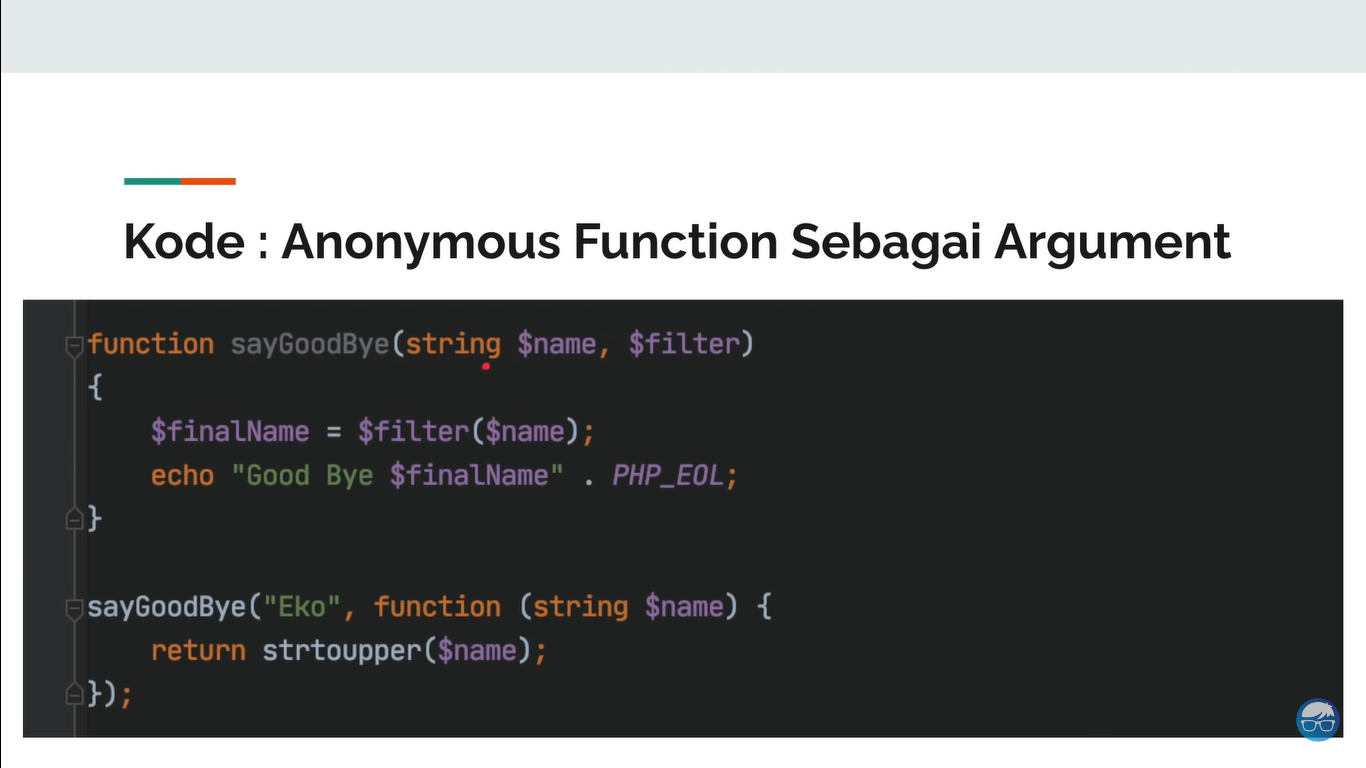 Kode : Anonymous Function Sebagai Argument
function sayGoodBye(string $name, $filter)
{
    $finalName = $filter($name);
    echo "Good Bye $finalName" . PHP_EOL;
}
sayGoodBye("Eko", function (string $name) {
    return strtoupper($name);
});